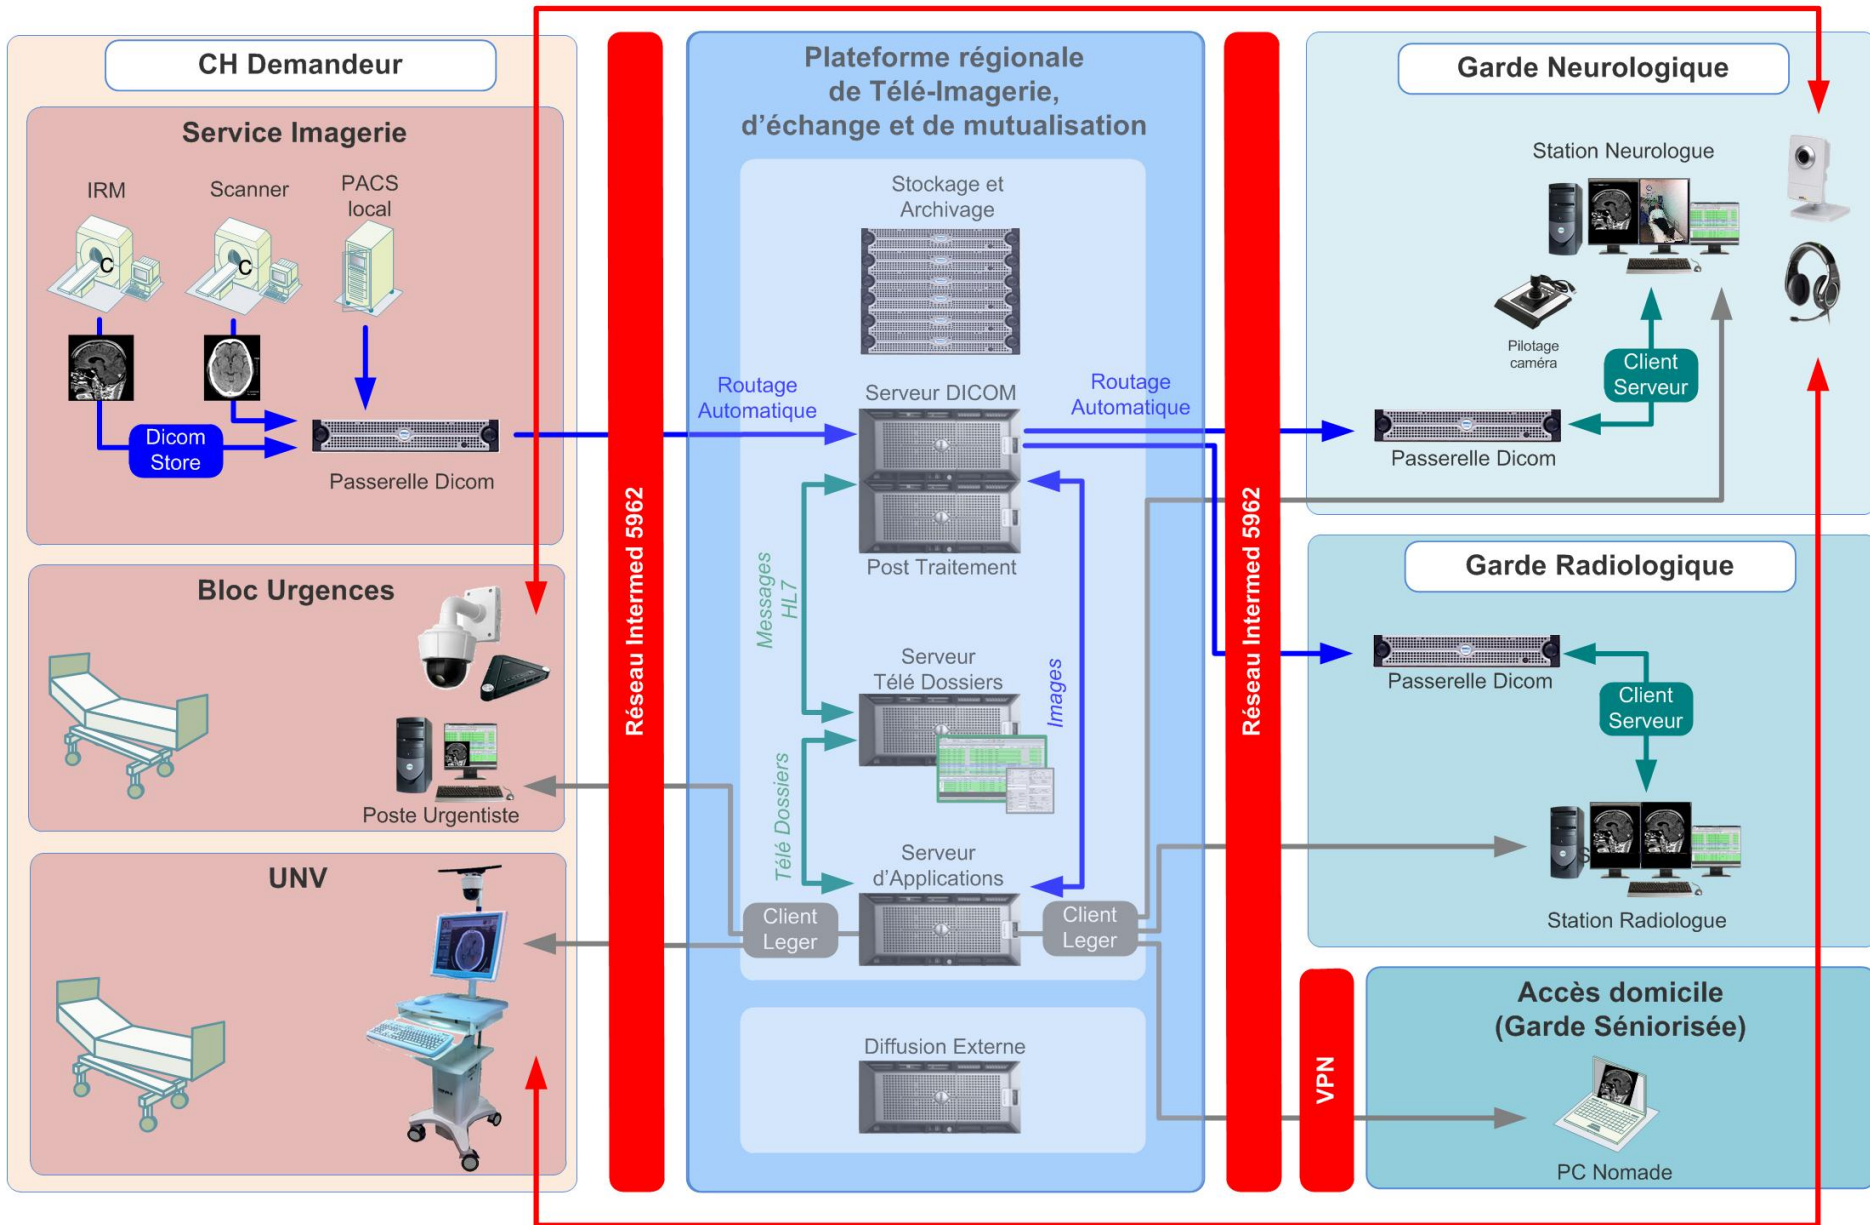 CH Demandeur
Service Imagerie
IRM
Scanner
PACS
local
C
C
Dicom
Store
Passerelle Dicom
Bloc Urgences
Poste Urgentiste
UNV
Réseau Intermed 5962
Plateforme régionale
de Télé-Imagerie,
d'échange et de mutualisation
Stockage et
Archivage
Routage
Automatique
Serveur DICOM
Routage
Automatique
Post Traitement
Messages
HL7
Serveur
Télé Dossiers
Images
Télé Dossiers
Serveur
d'Applications
Client
Leger
Client
Leger
Diffusion Externe
Réseau Intermed 5962
VPN
Garde Neurologique
Station Neurologue
Pilotage
caméra
Client
Serveur
Passerelle Dicom
Garde Radiologique
Passerelle Dicom
Client
Serveur
S
Station Radiologue
Accès domicile
(Garde Séniorisée)
PC Nomade